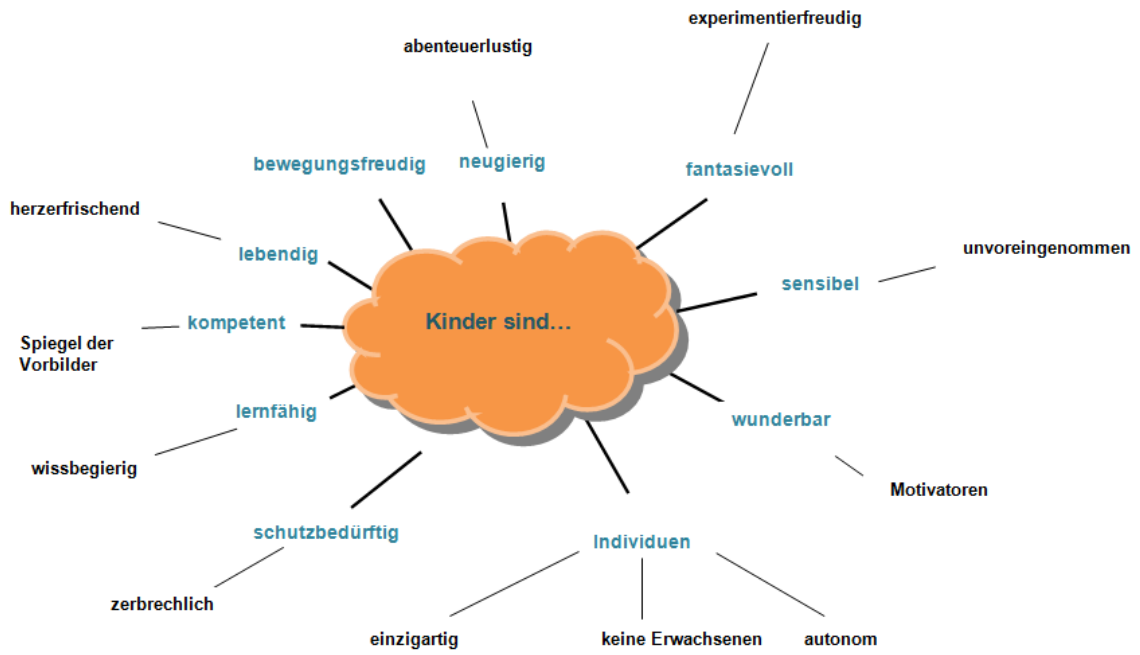 experimentierfreudig
abenteuerlustig
bewegungsfreudig
neugierig
fantasievoll
herzerfrischend
lebendig
unvoreingenommen
sensibel
kompetent
Kinder sind…
Spiegel der
Vorbilder
lernfähig
wunderbar
wissbegierig
Motivatoren
schutzbedürftig
Individuen
zerbrechlich
einzigartig
keine Erwachsenen
autonom